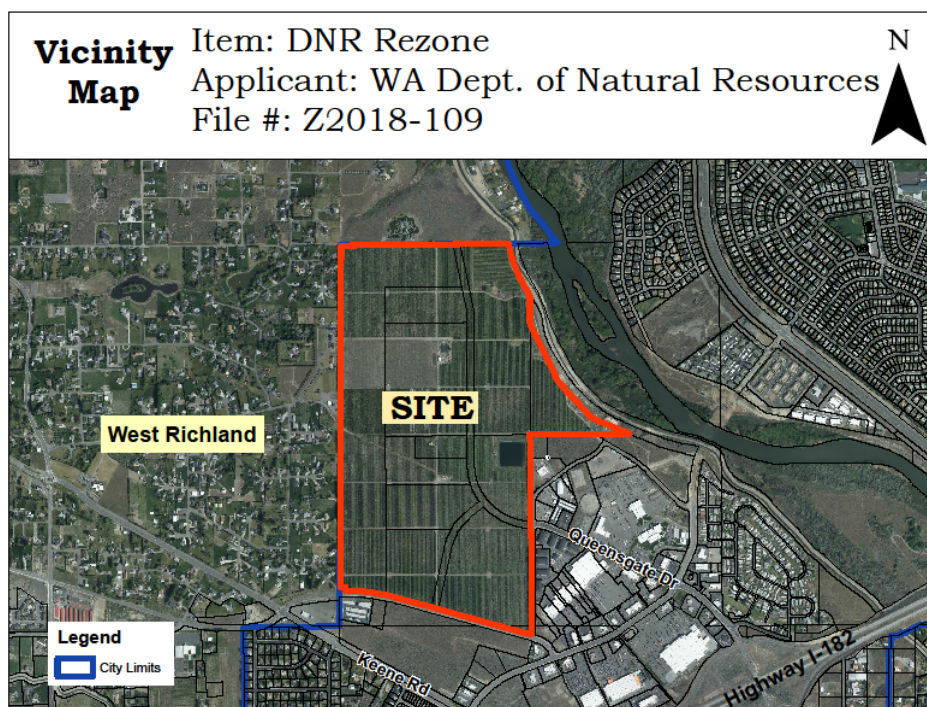 Vicinity
Map
Item: DNR Rezone
Applicant: WA Dept. of Natural Resources
File #: Z2018-109
N
SITE
West Richland
Queensgate Dr
Keene Rd
Highway I-182
Legend
City Limits